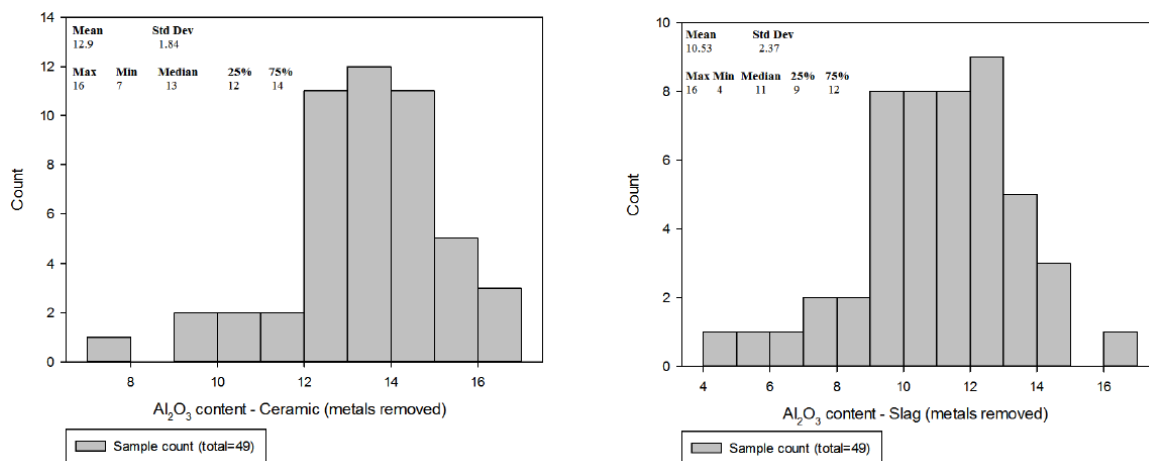 14
12
10
8
6
4
2
0
Count
Mean Std Dev
12.9 1.84
Max Min Median 25% 75%
16 7 13 12 14
8 10 12 14 16
Al₂O₃ content - Ceramic (metals removed)
Sample count (total=49)
10
8
6
4
2
0
Count
Mean Std Dev
10.53 2.37
Max Min Median 25% 75%
16 4 11 9 12
4 6 8 10 12 14 16
Al₂O₃ content - Slag (metals removed)
Sample count (total=49)